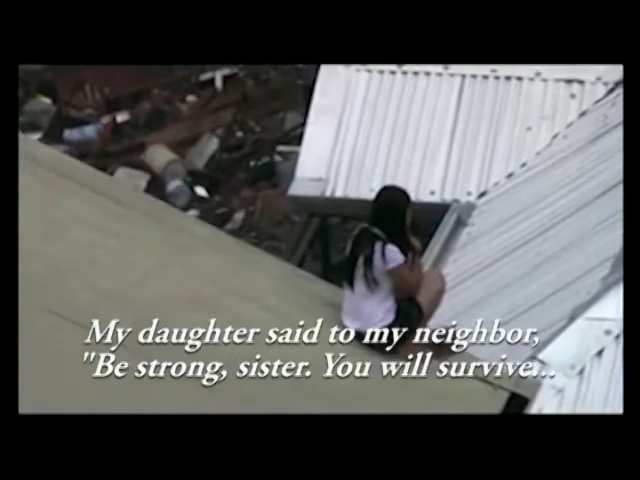 My daughter said to my neighbor,
"Be strong, sister. You will survive...